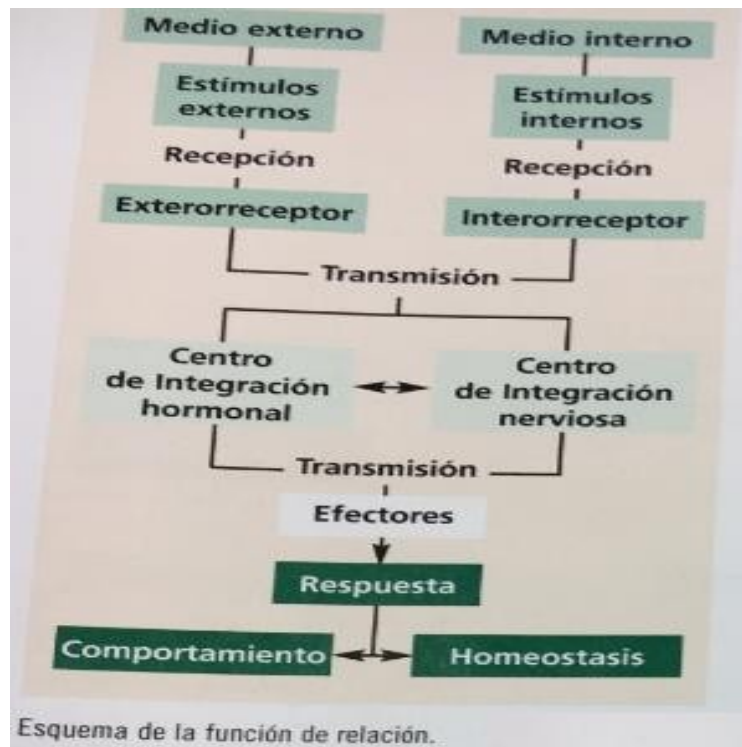 Medio externo
Medio interno
Estímulos
externos
Estímulos
internos
Recepción
Recepción
Exterorreceptor
Interorreceptor
Transmisión
Centro
de Integración
hormonal
Centro
de Integración
nerviosa
Transmisión
Efectores
Respuesta
Comportamiento
Homeostasis
Esquema de la función de relación.